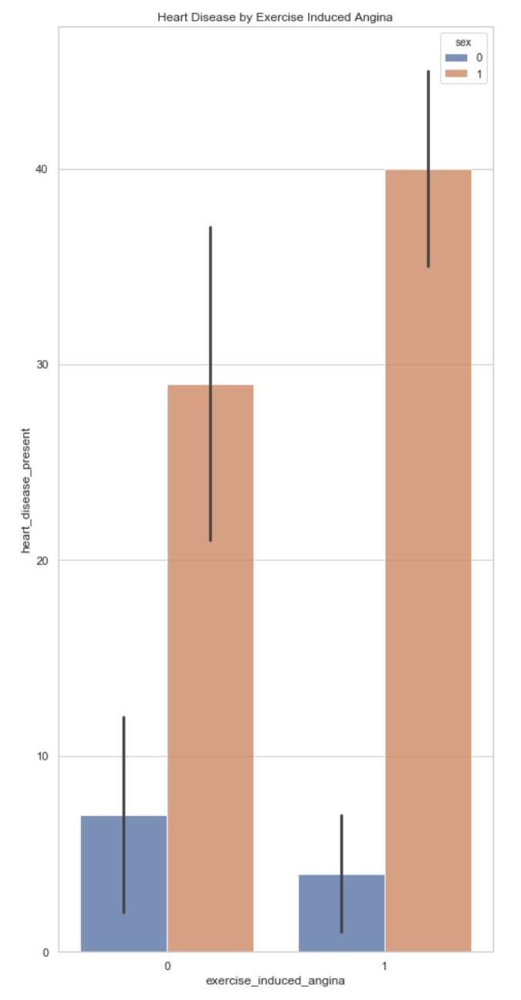 Heart Disease by Exercise Induced Angina
sex
0
1
40
30
20
10
0
heart_disease_present
0 1
exercise_induced_angina